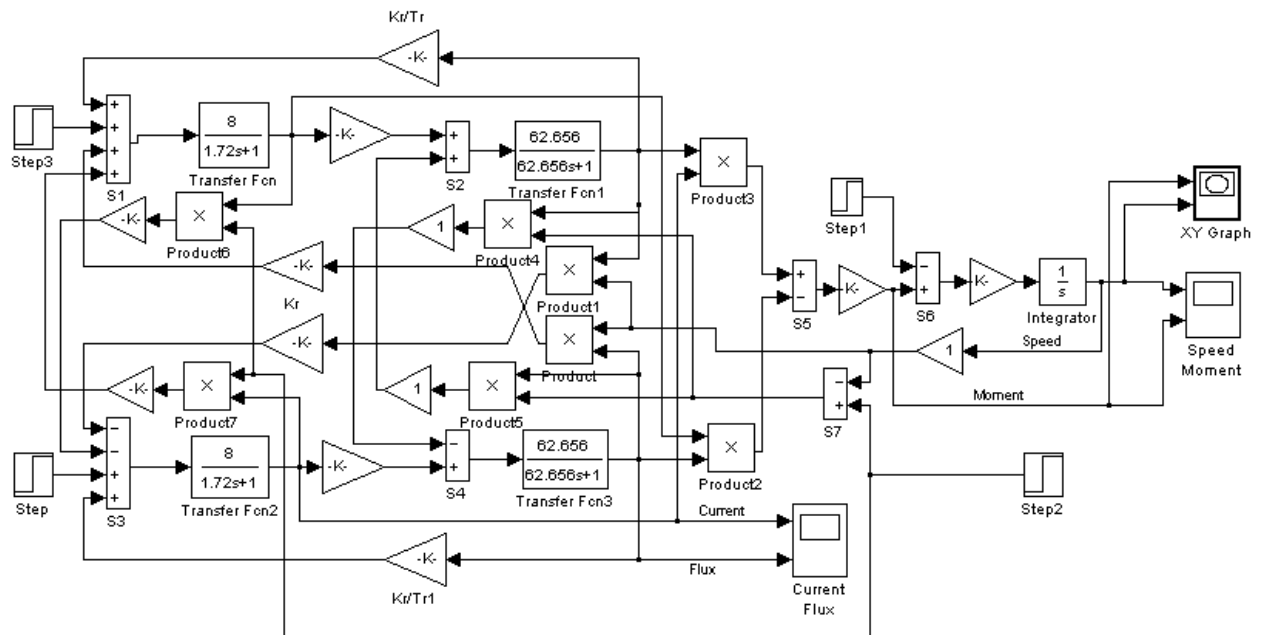 Kr/Tr
-K-
Step3
+
+
+
+
S1
8
1.72s+1
Transfer Fcn
-K-
+
+
S2
62.656
62.656s+1
Transfer Fcn1
×
Product3
-K-
×
Product6
1
×
Product4
Step1
XY Graph
-K-
Kr
×
Product1
+
−
S5
K-
−
+
S6
K-
1
s
Integrator
Speed
Moment
-K-
×
Product
1
Speed
-K-
×
Product7
1
×
Product5
−
+
S7
Moment
−
−
+
+
S3
Step
8
1.72s+1
Transfer Fcn2
-K-
−
+
S4
62.656
62.656s+1
Transfer Fcn3
×
Product2
Step2
Current
-K-
Kr/Tr1
Flux
Current
Flux